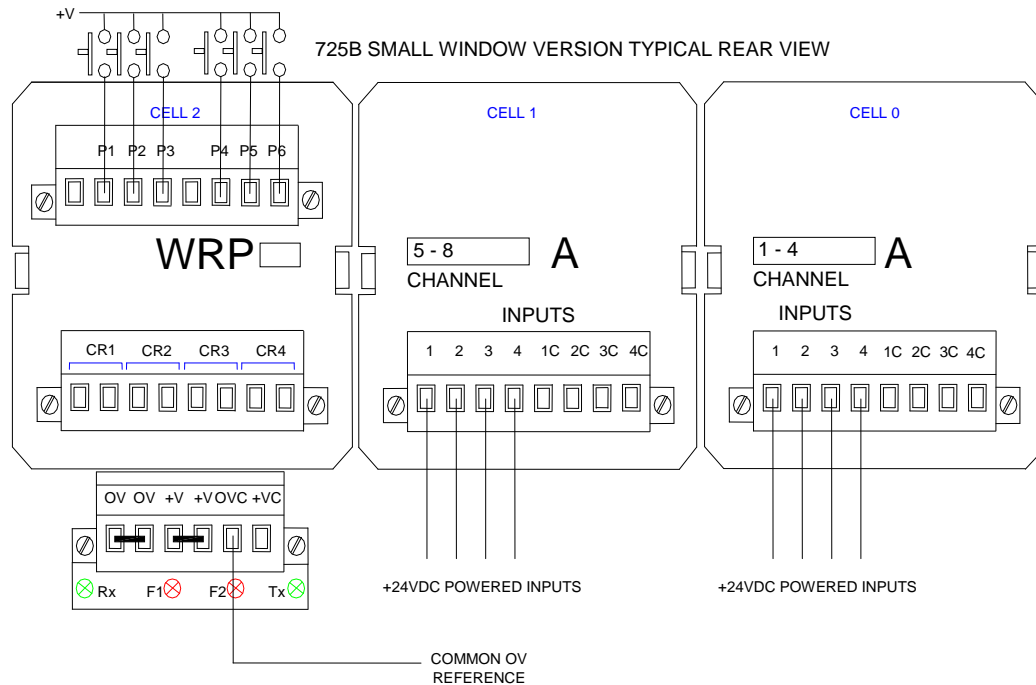 +V
725B SMALL WINDOW VERSION TYPICAL REAR VIEW
CELL 2
P1 P2 P3 P4 P5 P6
WRP
CR1 CR2 CR3 CR4
OV OV +V +V OVC +VC
Rx F1 F2 Tx
COMMON OV
REFERENCE
CELL 1
5 - 8 A
CHANNEL
INPUTS
1 2 3 4 1C 2C 3C 4C
+24VDC POWERED INPUTS
CELL 0
1 - 4 A
CHANNEL
INPUTS
1 2 3 4 1C 2C 3C 4C
+24VDC POWERED INPUTS